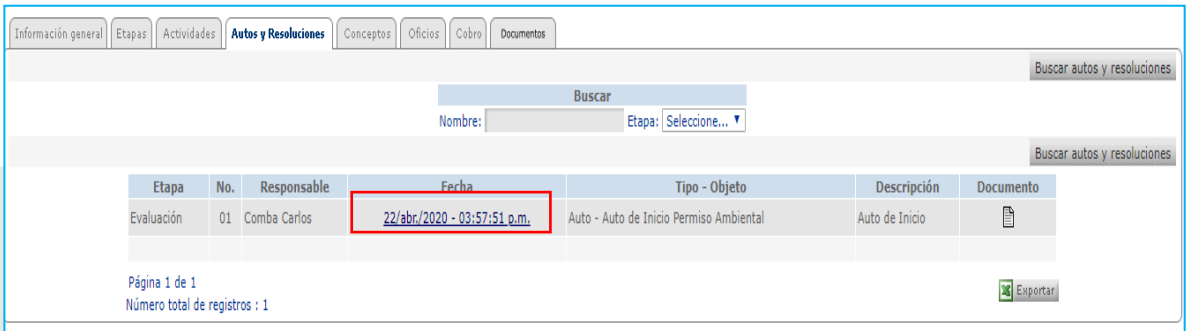 Información general Etapas Actividades Autos y Resoluciones Conceptos Oficios Cobro Documentos
Buscar autos y resoluciones
Buscar
Nombre: Etapa: Seleccione...
Buscar autos y resoluciones
Etapa No. Responsable Fecha Tipo - Objeto Descripción Documento
Evaluación 01 Comba Carlos 22/abr./2020 - 03:57:51 p.m. Auto - Auto de Inicio Permiso Ambiental Auto de Inicio
Página 1 de 1
Número total de registros : 1
Exportar